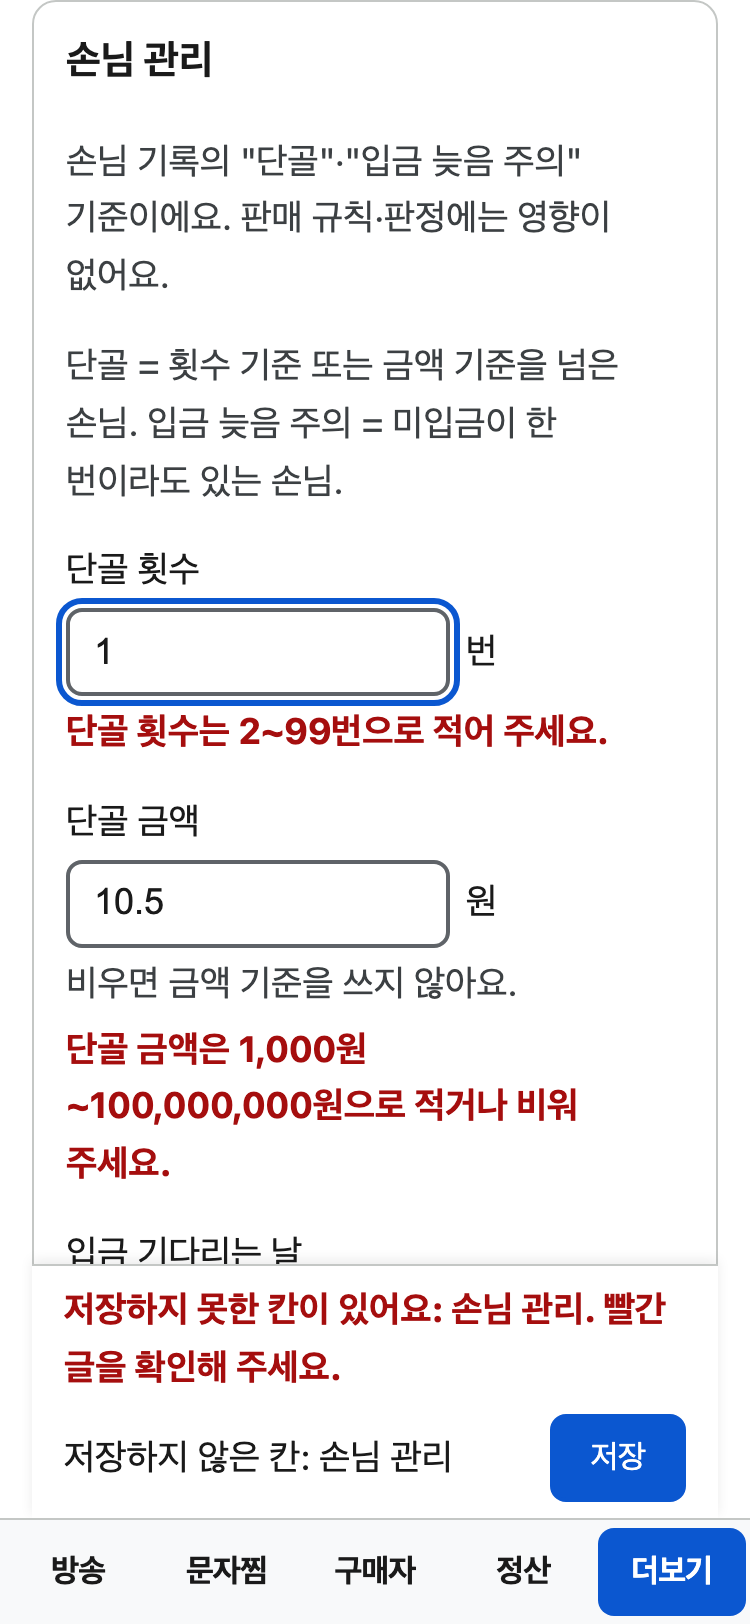 손님 관리
손님 기록의 "단골"·"입금 늦음 주의"
기준이에요. 판매 규칙·판정에는 영향이
없어요.
단골 = 횟수 기준 또는 금액 기준을 넘은
손님. 입금 늦음 주의 = 미입금이 한
번이라도 있는 손님.
단골 횟수
1 번
단골 횟수는 2~99번으로 적어 주세요.
단골 금액
10.5 원
비우면 금액 기준을 쓰지 않아요.
단골 금액은 1,000원
~100,000,000원으로 적거나 비워
주세요.
입금 기다리는 날
저장하지 못한 칸이 있어요: 손님 관리. 빨간
글을 확인해 주세요.
저장하지 않은 칸: 손님 관리 저장
방송 문자찜 구매자 정산 더보기